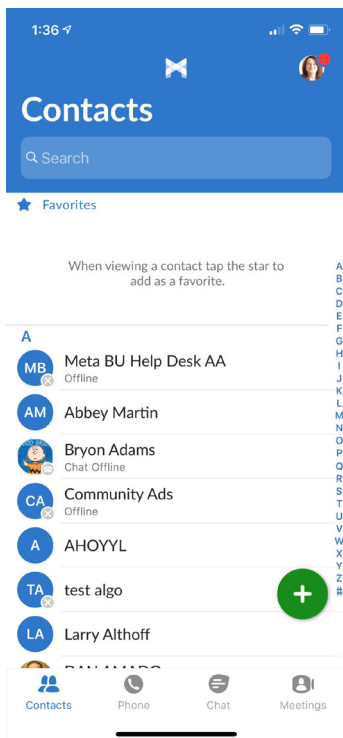 1:36
Contacts
Search
Favorites
When viewing a contact tap the star to
add as a favorite.
A
MB
Meta BU Help Desk AA
Offline
AM
Abbey Martin
Bryon Adams
Chat Offline
CA
Community Ads
Offline
A
AHOYYL
TA
test algo
LA
Larry Althoff
DAN AMADO
A
B
C
D
E
F
G
H
I
J
K
L
M
N
O
P
Q
R
S
T
U
V
W
X
Y
Z
#
+
Contacts
Phone
Chat
Meetings